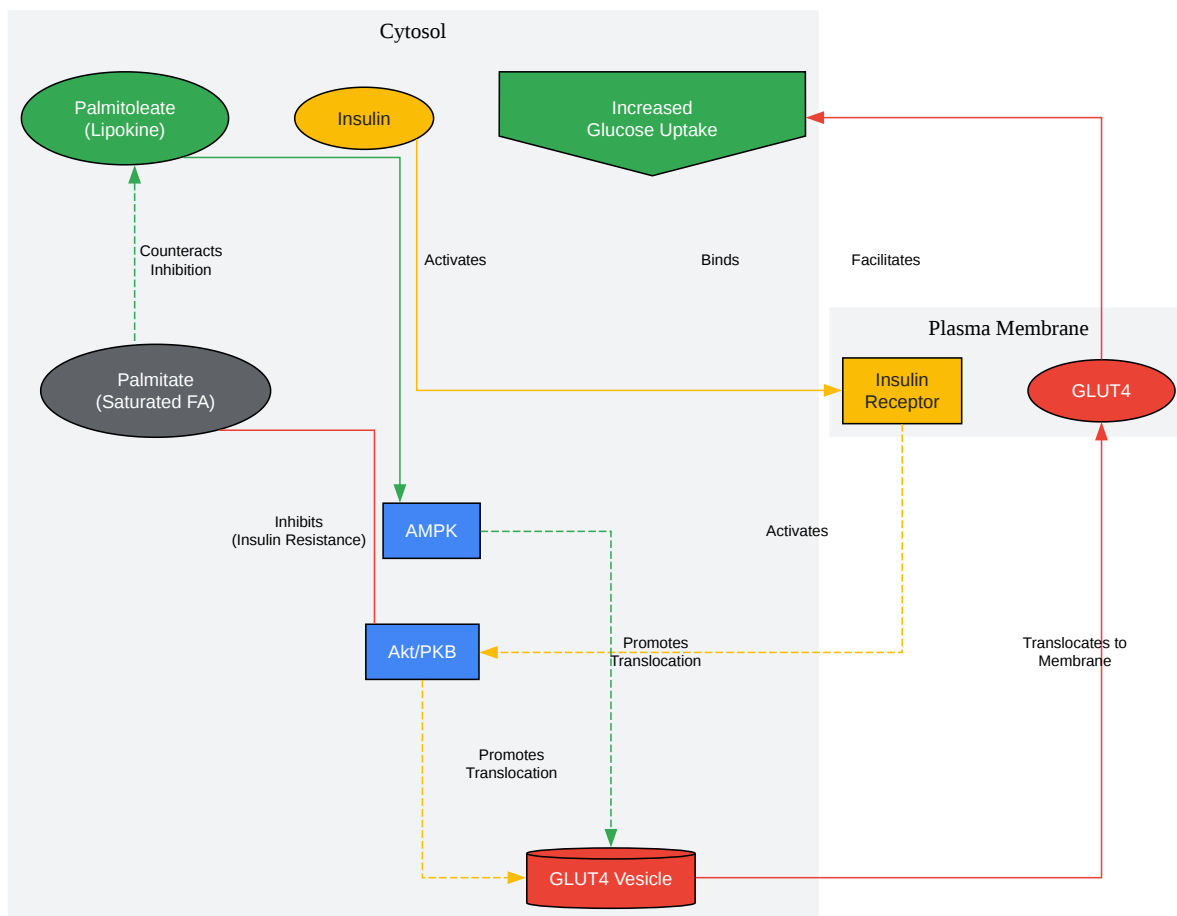 Cytosol
Palmitoleate
(Lipokine)
Insulin
Increased
Glucose Uptake
Counteracts
Inhibition
Activates
Binds
Facilitates
Plasma Membrane
Palmitate
(Saturated FA)
Insulin
Receptor
GLUT4
Inhibits
(Insulin Resistance)
AMPK
Activates
Akt/PKB
Promotes
Translocation
Translocates to
Membrane
Promotes
Translocation
GLUT4 Vesicle